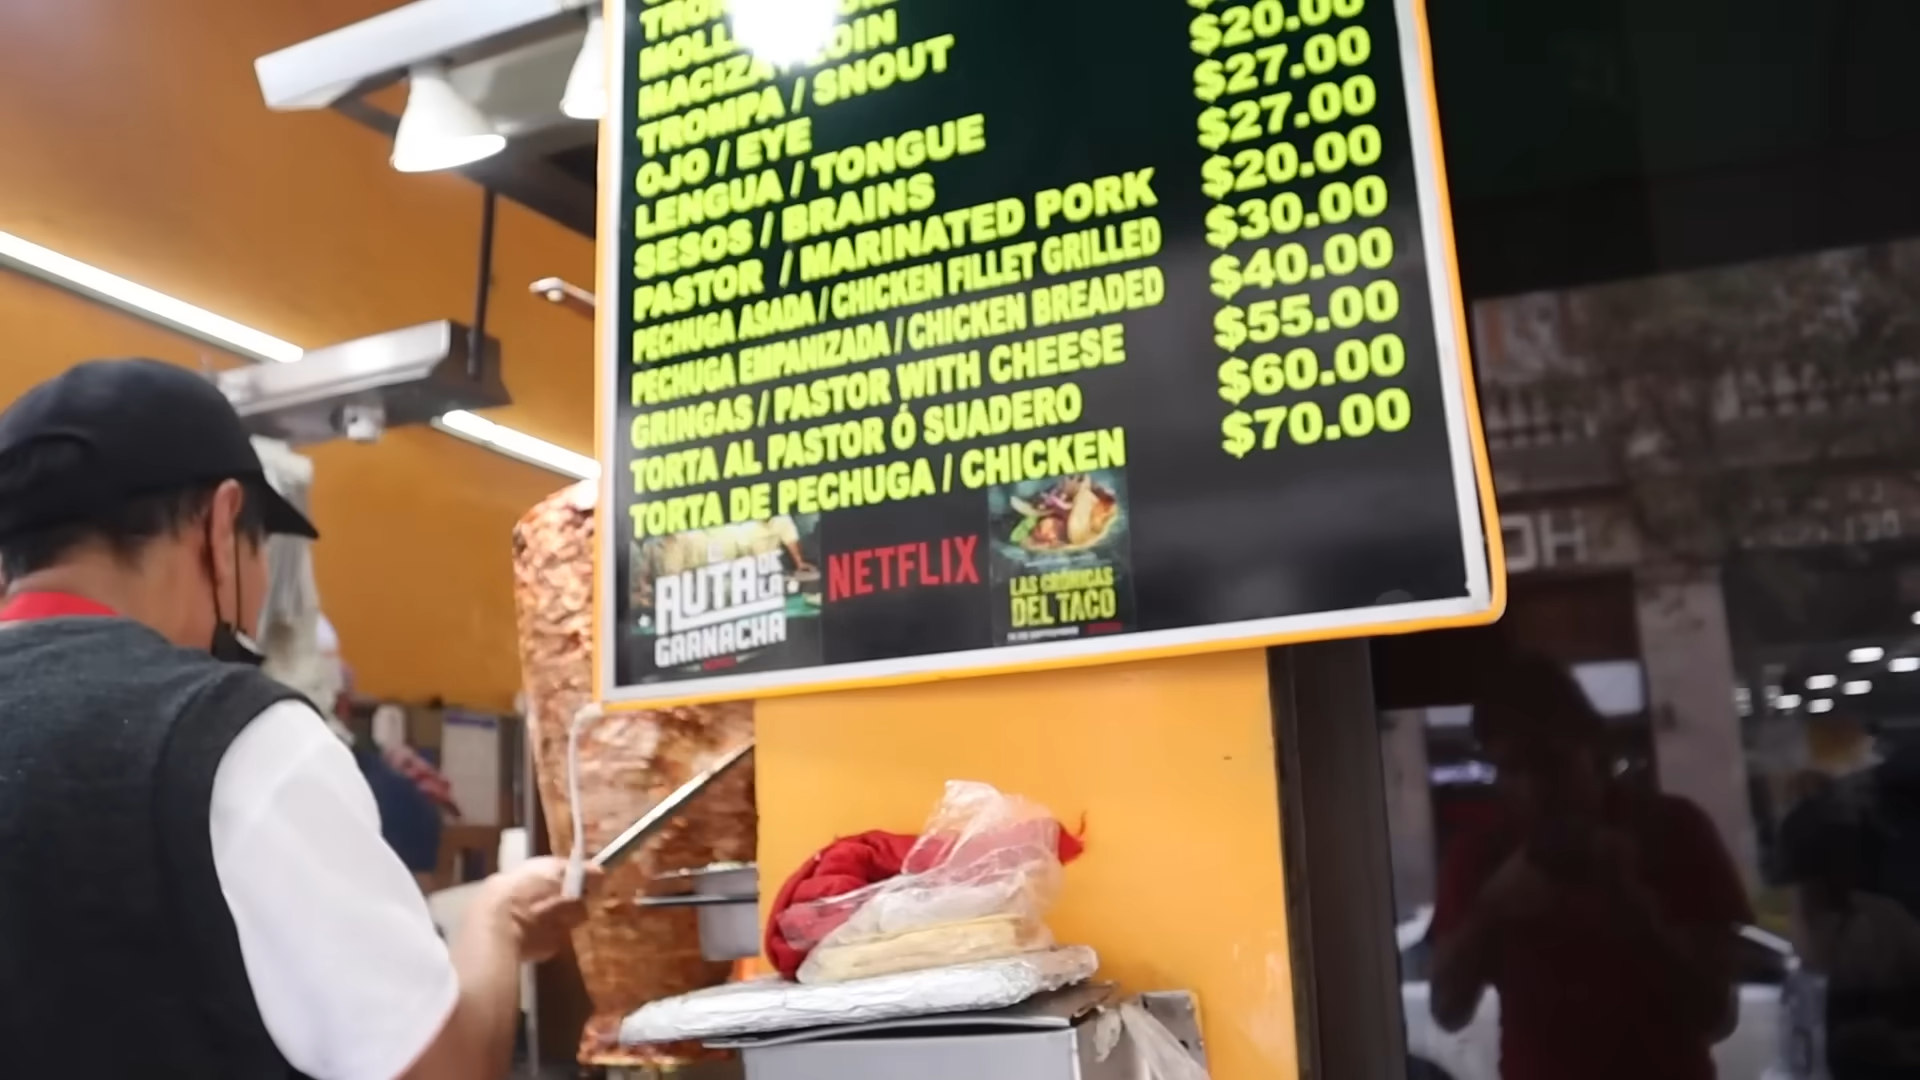 MACIZA / LOIN
TROMPA / SNOUT
OJO / EYE $20.00
LENGUA / TONGUE $27.00
SESOS / BRAINS $27.00
PASTOR / MARINATED PORK $20.00
PECHUGA ASADA / CHICKEN FILLET GRILLED $30.00
PECHUGA EMPANIZADA / CHICKEN BREADED $40.00
GRINGAS / PASTOR WITH CHEESE $55.00
TORTA AL PASTOR Ó SUADERO $60.00
TORTA DE PECHUGA / CHICKEN $70.00
RUTA DE LA
GARNACHA
NETFLIX
LAS CRÓNICAS
DEL TACO